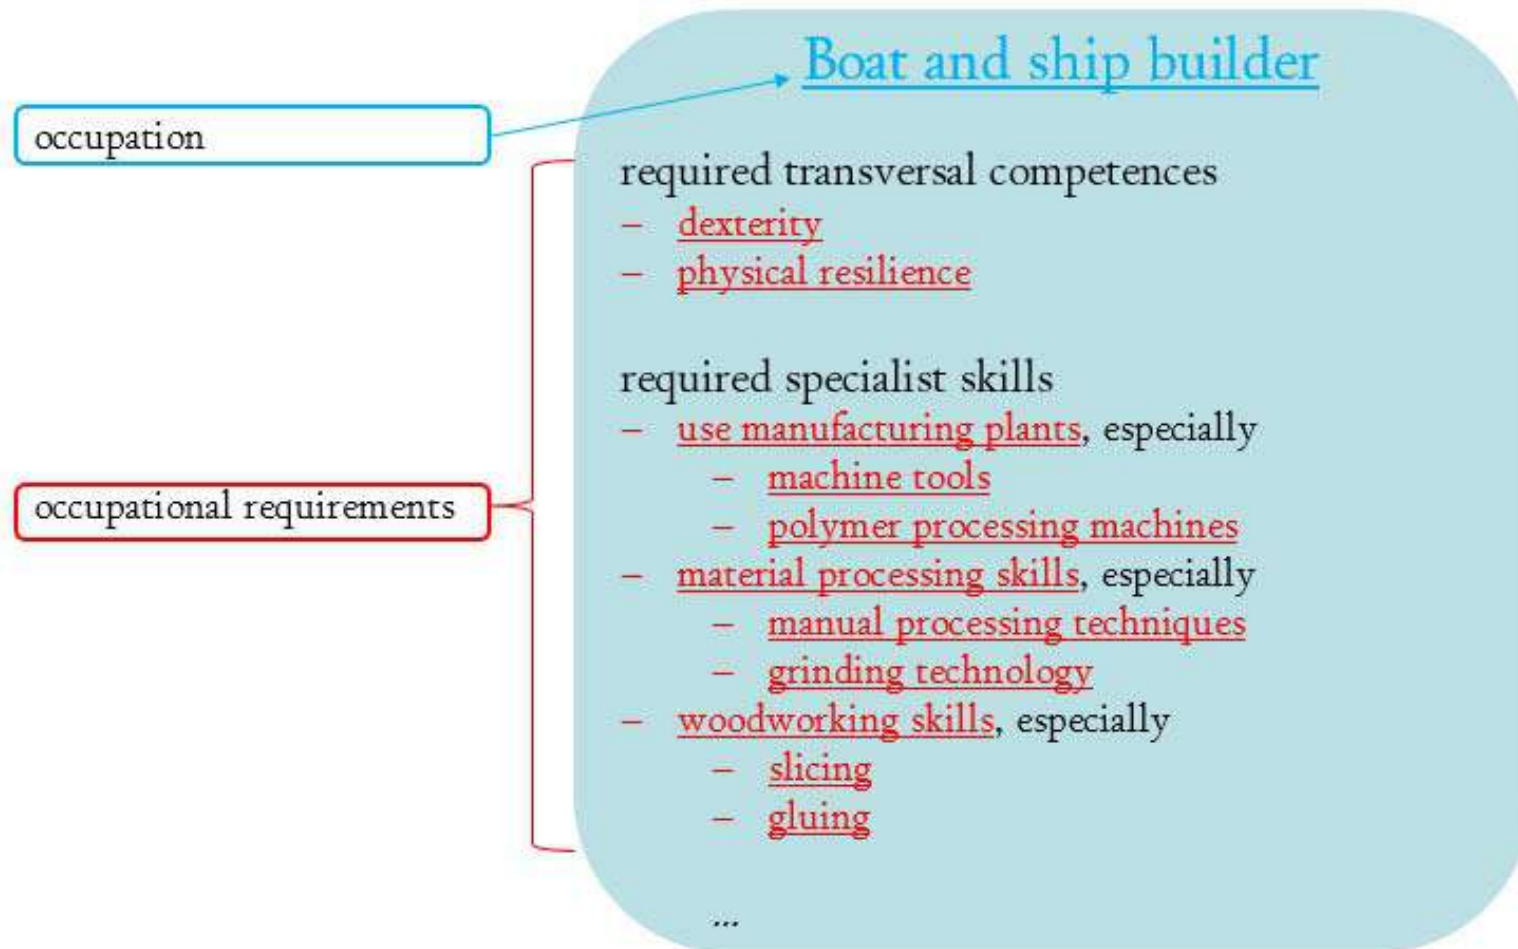 Boat and ship builder
occupation
required transversal competences
– dexterity
– physical resilience
required specialist skills
– use manufacturing plants, especially
– machine tools
occupational requirements
– polymer processing machines
– material processing skills, especially
– manual processing techniques
– grinding technology
– woodworking skills, especially
– slicing
– gluing
...